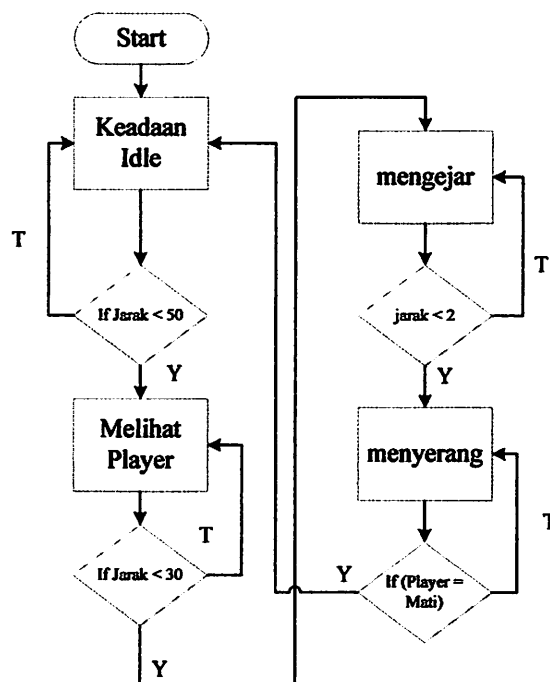 Start
Keadaan
Idle
T
If Jarak < 50
Y
Melihat
Player
T
If Jarak < 30
Y
mengejar
T
jarak < 2
Y
menyerang
T
Y
If (Player =
Mati)